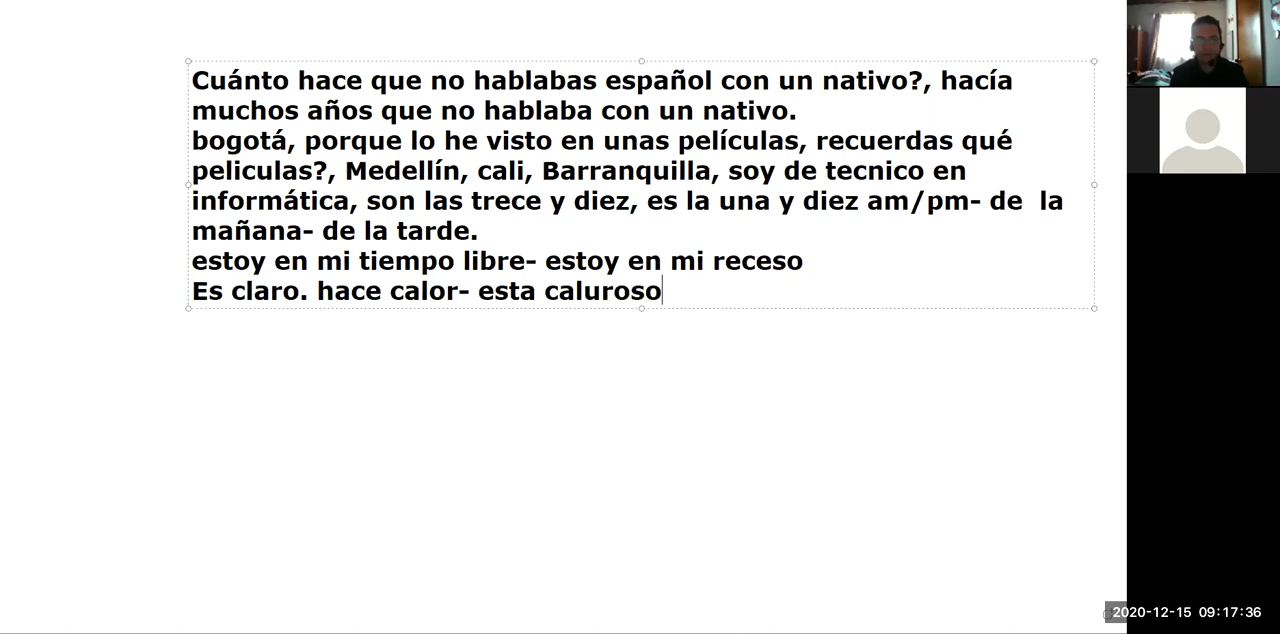 Cuánto hace que no hablabas español con un nativo?, hacía
muchos años que no hablaba con un nativo.
bogotá, porque lo he visto en unas películas, recuerdas qué
peliculas?, Medellín, cali, Barranquilla, soy de tecnico en
informática, son las trece y diez, es la una y diez am/pm- de  la
mañana- de la tarde.
estoy en mi tiempo libre- estoy en mi receso
Es claro. hace calor- esta caluroso
2020-12-15 09:17:36